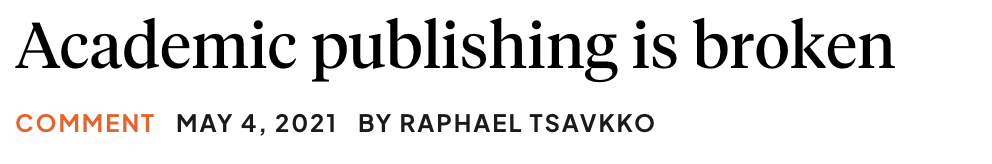 Academic publishing is broken
COMMENT MAY 4, 2021 BY RAPHAEL TSAVKKO